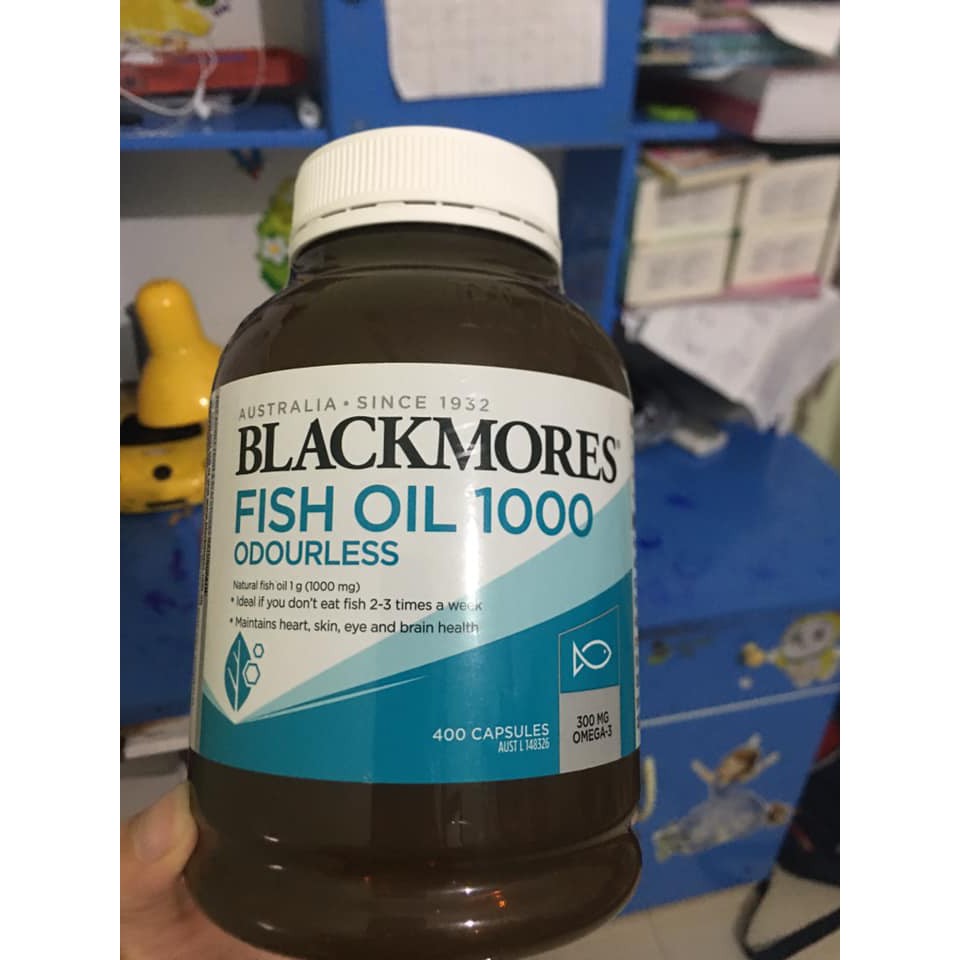 AUSTRALIA • SINCE 1932
BLACKMORES®
FISH OIL 1000
ODOURLESS
Natural fish oil 1 g (1000 mg)
• Ideal if you don't eat fish 2-3 times a week
• Maintains heart, skin, eye and brain health
400 CAPSULES
AUST L 148326
300 MG
OMEGA-3